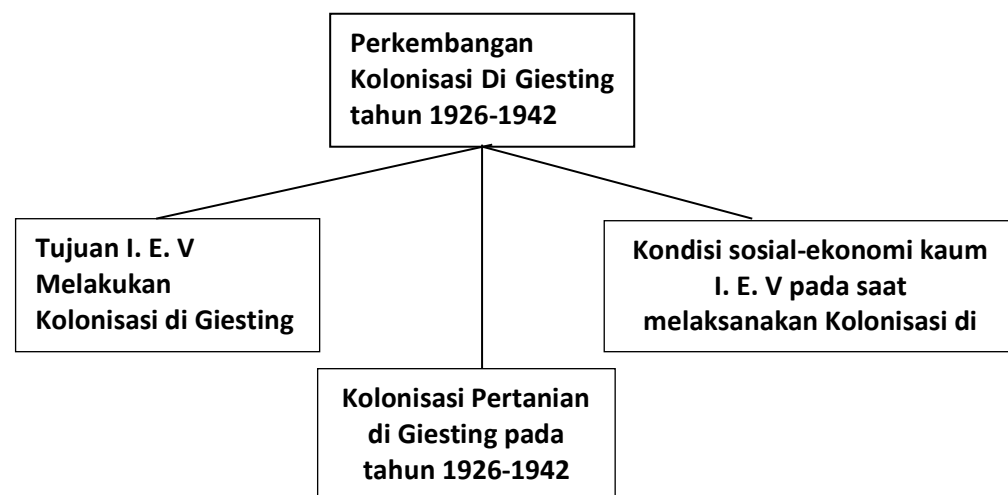 Perkembangan
Kolonisasi Di Giesting
tahun 1926-1942
Tujuan I. E. V
Melakukan
Kolonisasi di Giesting
Kondisi sosial-ekonomi kaum
I. E. V pada saat
melaksanakan Kolonisasi di
Kolonisasi Pertanian
di Giesting pada
tahun 1926-1942